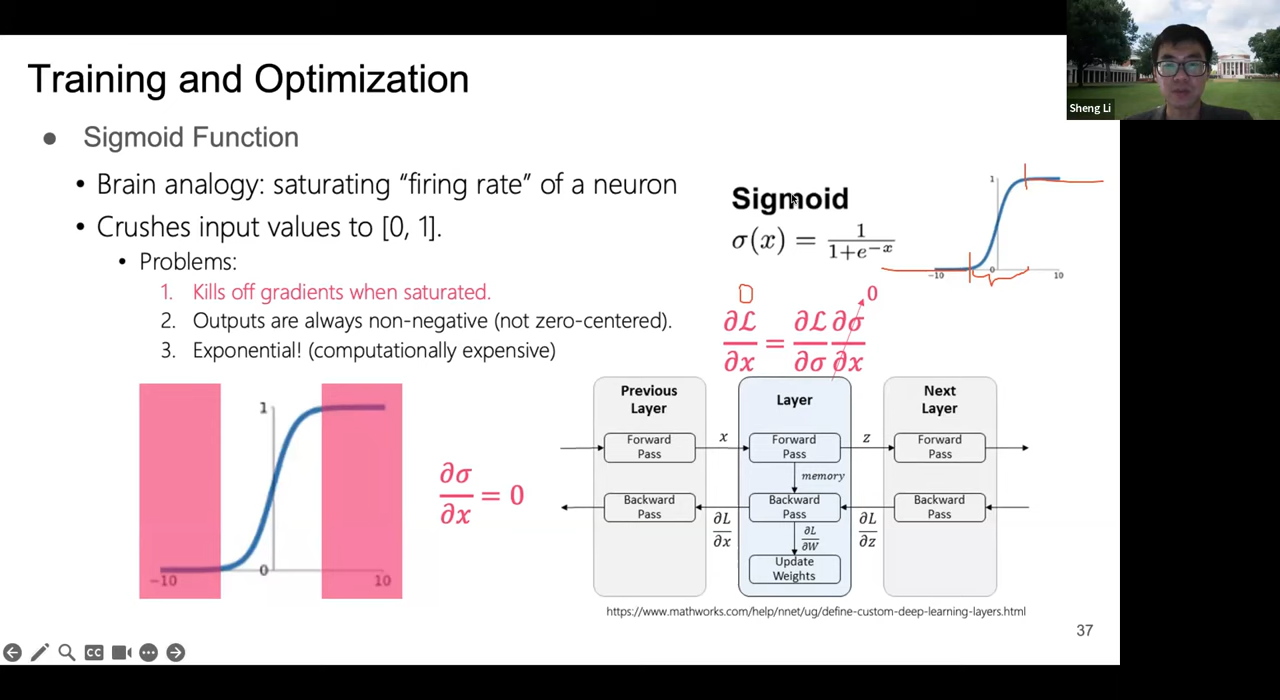 Sheng Li
Training and Optimization
● Sigmoid Function
• Brain analogy: saturating “firing rate” of a neuron
• Crushes input values to [0, 1].
• Problems:
1. Kills off gradients when saturated.
2. Outputs are always non-negative (not zero-centered).
3. Exponential! (computationally expensive)
Sigmoid
σ(x) = 1/(1+e^{-x})
1
0
-10
10
0
0
∂ℒ/∂x = ∂ℒ/∂σ ∂σ/∂x
1
0
-10
10
∂σ/∂x = 0
Previous
Layer
Layer
Next
Layer
Forward
Pass
x
Forward
Pass
z
Forward
Pass
memory
Backward
Pass
Backward
Pass
Backward
Pass
∂L/∂x
∂L/∂W
∂L/∂z
Update
Weights
https://www.mathworks.com/help/nnet/ug/define-custom-deep-learning-layers.html
37
CC